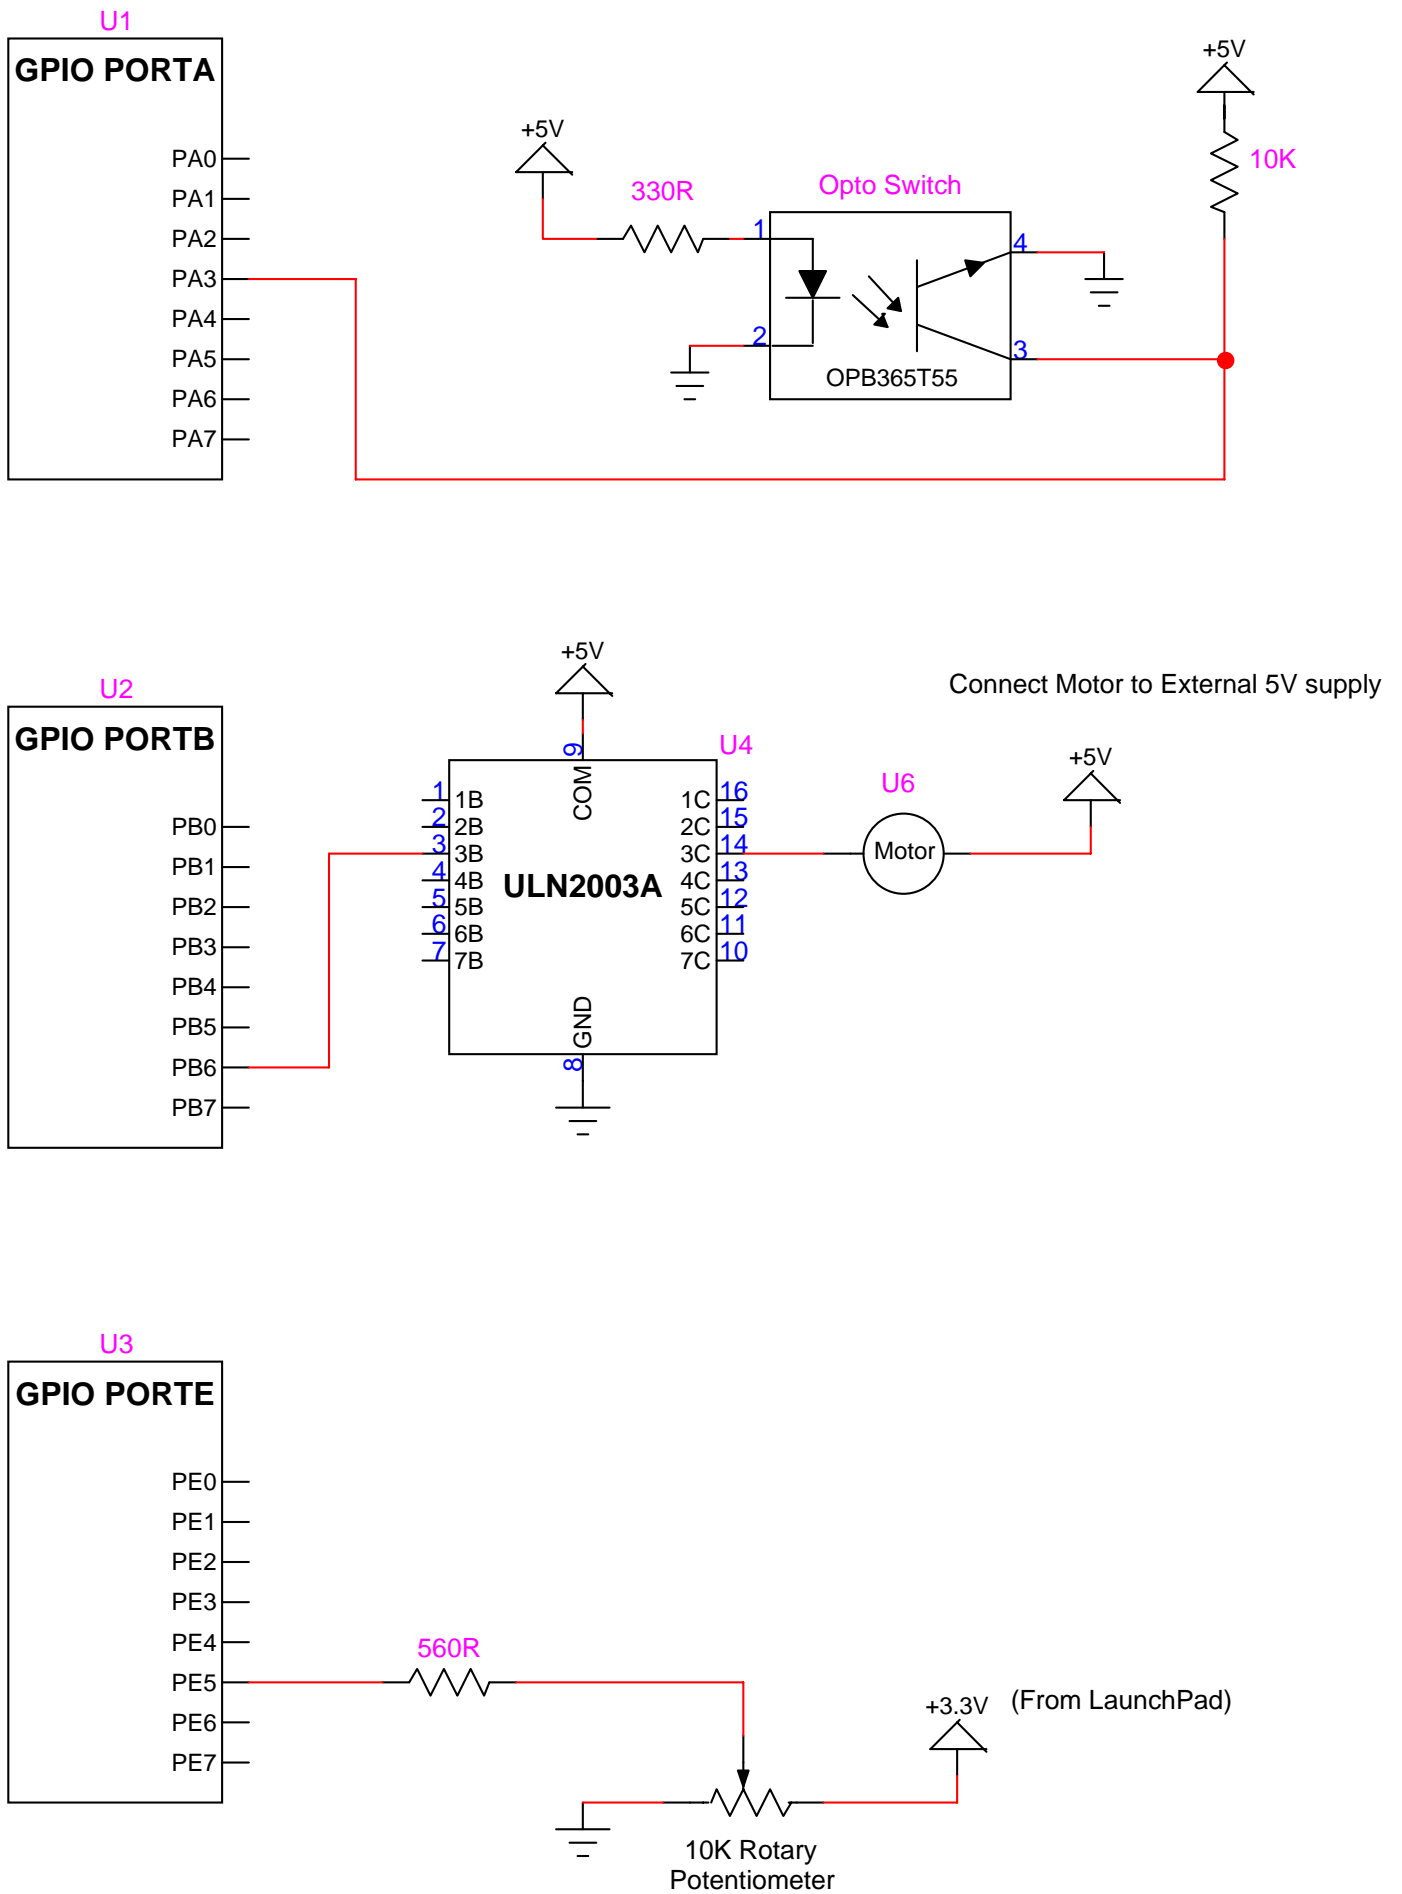 U1
GPIO PORTA
PA0
PA1
PA2
PA3
PA4
PA5
PA6
PA7
+5V
330R
Opto Switch
1
2
4
3
OPB365T55
+5V
10K
U2
GPIO PORTB
PB0
PB1
PB2
PB3
PB4
PB5
PB6
PB7
+5V
9
COM
U4
1 1B
2 2B
3 3B
4 4B
5 5B
6 6B
7 7B
ULN2003A
1C 16
2C 15
3C 14
4C 13
5C 12
6C 11
7C 10
GND
8
U6
Motor
Connect Motor to External 5V supply
+5V
U3
GPIO PORTE
PE0
PE1
PE2
PE3
PE4
PE5
PE6
PE7
560R
+3.3V (From LaunchPad)
10K Rotary
Potentiometer